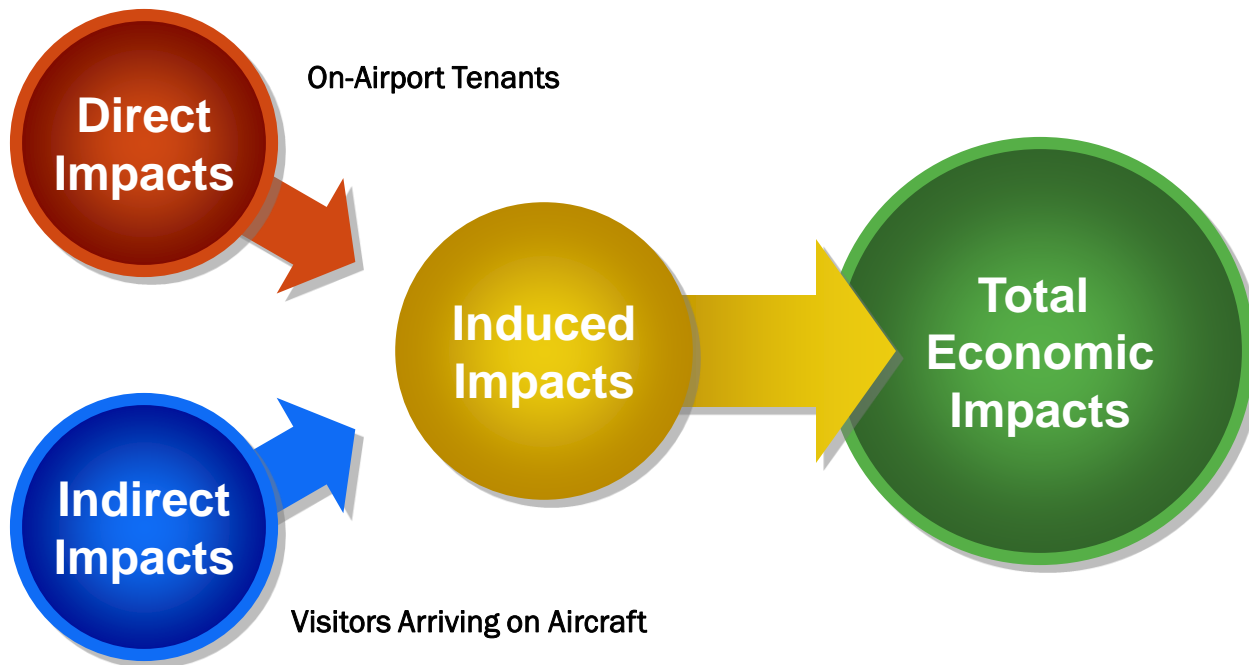 On-Airport Tenants
Direct
Impacts
Induced
Impacts
Total
Economic
Impacts
Indirect
Impacts
Visitors Arriving on Aircraft